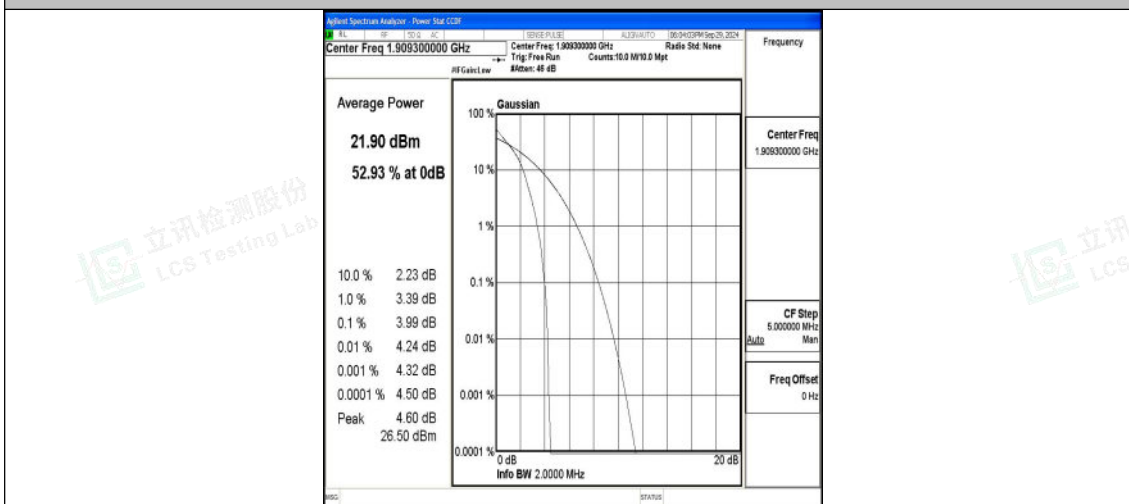 Agilent Spectrum Analyzer - Power Stat CCDF
RL RF 50 Ω AC SENSE:PULSE ALIGNAUTO 06:04:03PM Sep 29, 2024
Center Freq 1.909300000 GHz
Center Freq: 1.909300000 GHz Radio Std: None
Trig: Free Run Counts:10.0 M/10.0 Mpt
#IFGain:Low #Atten: 46 dB
Frequency
Average Power
21.90 dBm
52.93 % at 0dB
10.0 % 2.23 dB
1.0 % 3.39 dB
0.1 % 3.99 dB
0.01 % 4.24 dB
0.001 % 4.32 dB
0.0001 % 4.50 dB
Peak 4.60 dB
26.50 dBm
Gaussian
100 %
10 %
1 %
0.1 %
0.01 %
0.001 %
0.0001 %
0 dB 20 dB
Info BW 2.0000 MHz
Center Freq
1.909300000 GHz
CF Step
5.000000 MHz
Auto Man
Freq Offset
0 Hz
MSG STATUS
立讯检测股份
LCS Testing Lab
立讯
LCS